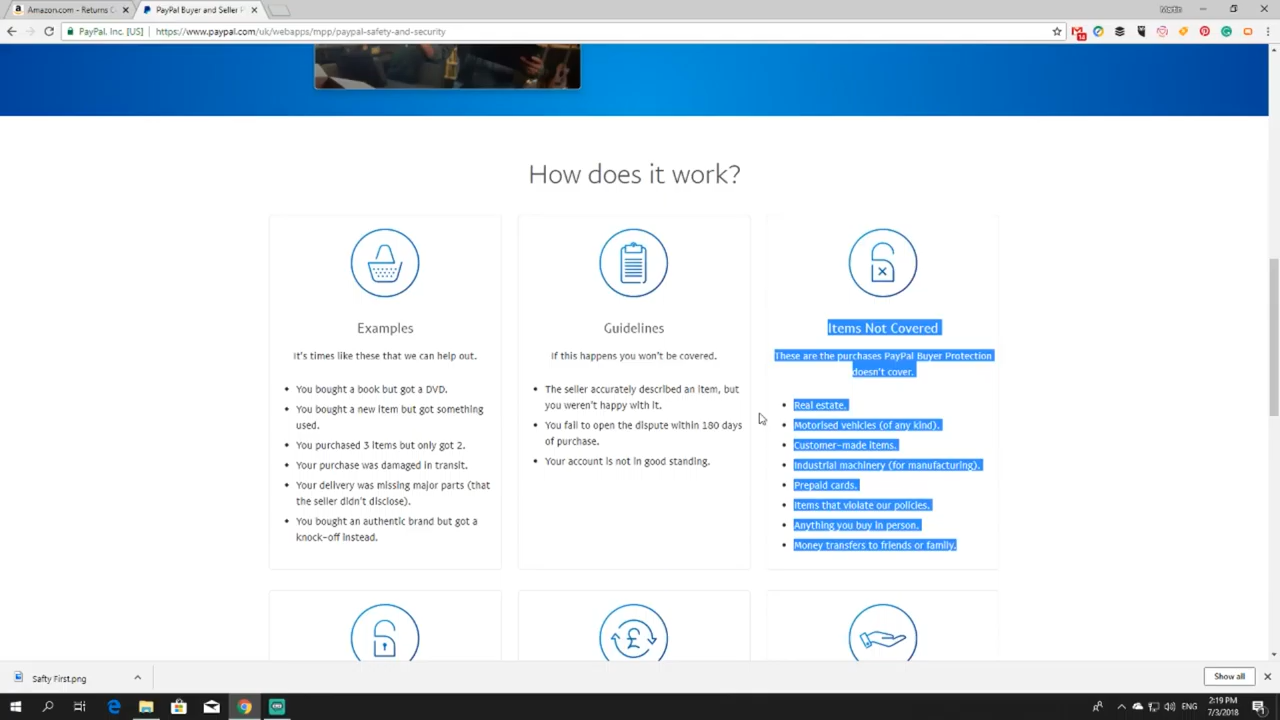 Amazon.com - Returns C
PayPal Buyer and Seller P
PayPal, Inc. [US]
https://www.paypal.com/uk/webapps/mpp/paypal-safety-and-security
14
How does it work?
Examples
It's times like these that we can help out.
You bought a book but got a DVD.
You bought a new item but got something
used.
You purchased 3 items but only got 2.
Your purchase was damaged in transit.
Your delivery was missing major parts (that
the seller didn't disclose).
You bought an authentic brand but got a
knock-off instead.
Guidelines
If this happens you won't be covered.
The seller accurately described an item, but
you weren't happy with it.
You fail to open the dispute within 180 days
of purchase.
Your account is not in good standing.
Items Not Covered
These are the purchases PayPal Buyer Protection
doesn't cover.
Real estate.
Motorised vehicles (of any kind).
Customer-made items.
Industrial machinery (for manufacturing).
Prepaid cards.
Items that violate our policies.
Anything you buy in person.
Money transfers to friends or family.
£
Safty First.png
Show all
ENG
2:19 PM
7/3/2018